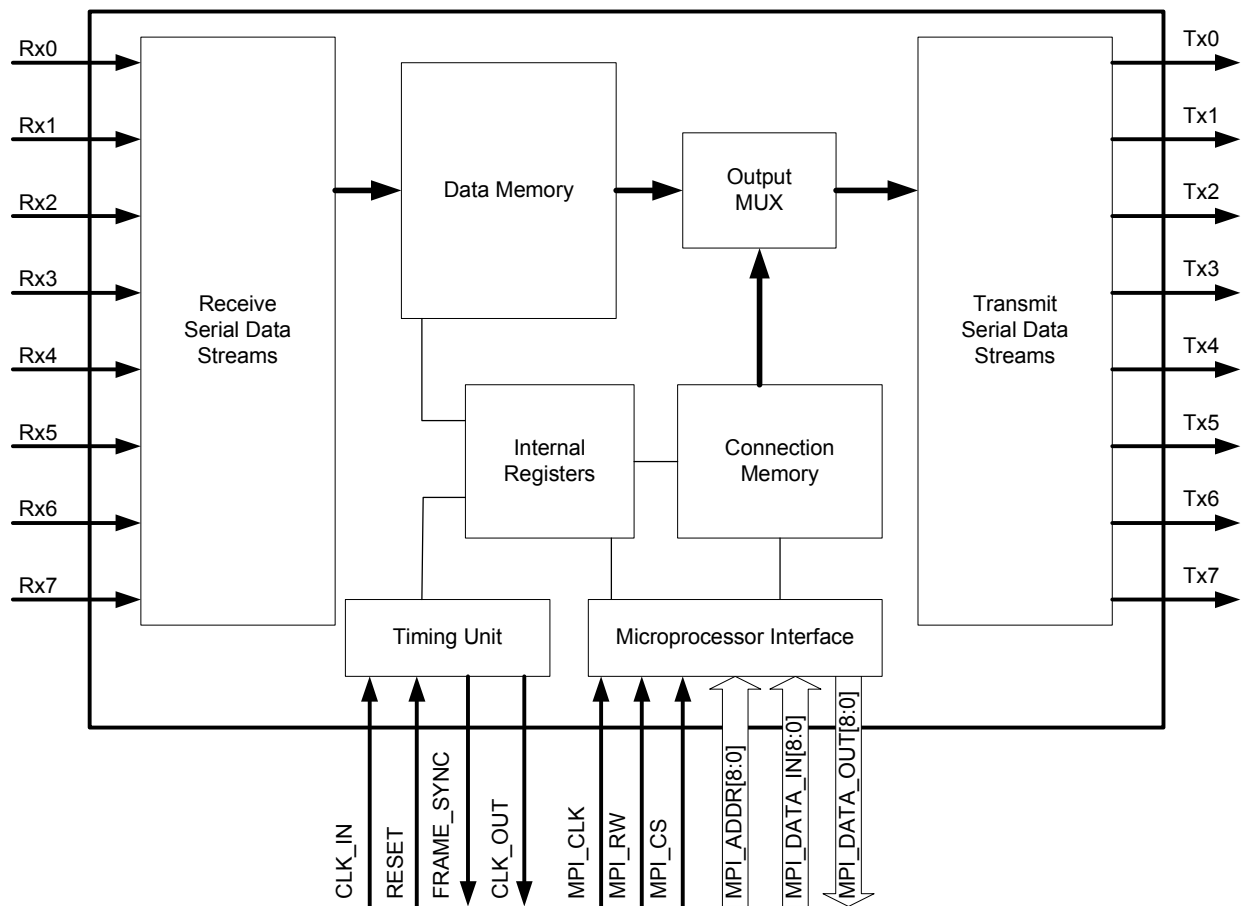 Rx0
Rx1
Rx2
Rx3
Rx4
Rx5
Rx6
Rx7
Receive
Serial Data
Streams
Data Memory
Output
MUX
Internal
Registers
Connection
Memory
Timing Unit
Microprocessor Interface
Transmit
Serial Data
Streams
Tx0
Tx1
Tx2
Tx3
Tx4
Tx5
Tx6
Tx7
CLK_IN
RESET
FRAME_SYNC
CLK_OUT
MPI_CLK
MPI_RW
MPI_CS
MPI_ADDR[8:0]
MPI_DATA_IN[8:0]
MPI_DATA_OUT[8:0]